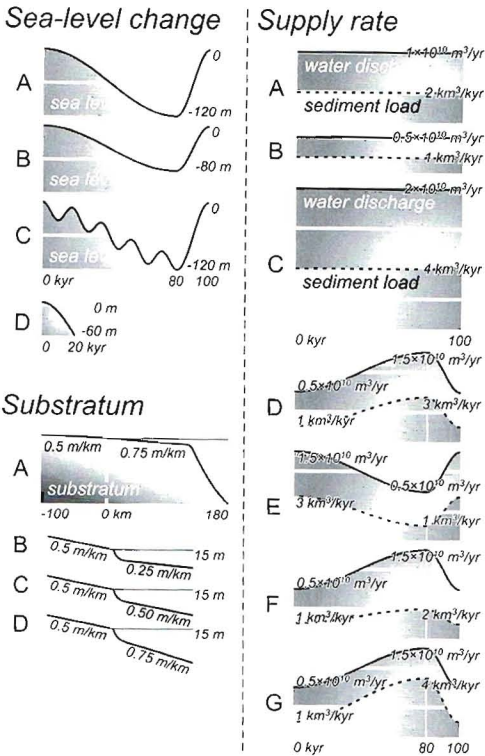 Sea-level change
A
0
sea lev
-120 m
B
0
sea lev
-80 m
C
0
sea lev
-120 m
0 kyr
80 100
D
0 m
-60 m
0 20 kyr
Substratum
A
0.5 m/km
0.75 m/km
substratum
-100 0 km 180
B
0.5 m/km
15 m
0.25 m/km
C
0.5 m/km
15 m
0.50 m/km
D
0.5 m/km
15 m
0.75 m/km
Supply rate
A
1×10¹⁰ m³/yr
water disch
2 km³/kyr
sediment load
B
0.5×10¹⁰ m³/yr
1 km³/kyr
C
2×10¹⁰ m³/yr
water discharge
4 km³/kyr
sediment load
0 kyr 100
D
1.5×10¹⁰ m³/yr
0.5×10¹⁰ m³/yr
3 km³/kyr
1 km³/kyr
E
1.5×10¹⁰ m³/yr
0.5×10¹⁰ m³/yr
3 km³/kyr
1 km³/kyr
F
1.5×10¹⁰ m³/yr
0.5×10¹⁰ m³/yr
2 km³/kyr
1 km³/kyr
G
1.5×10¹⁰ m³/yr
0.5×10¹⁰ m³/yr
4 km³/kyr
1 km³/kyr
0 kyr 80 100